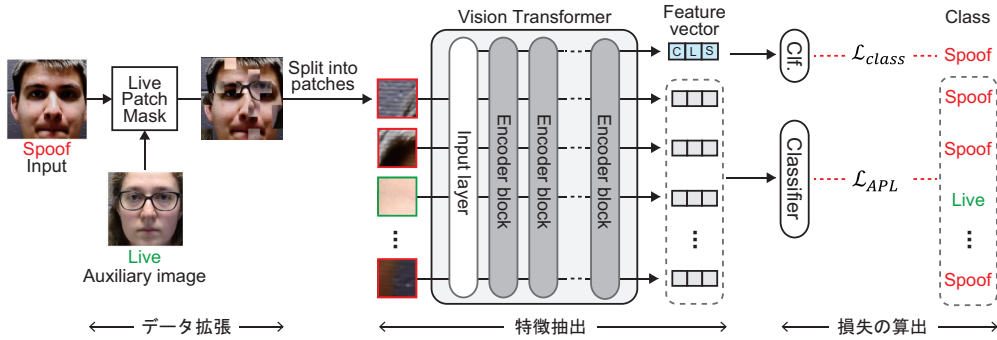 Spoof
Input
Live
Patch
Mask
Live
Auxiliary image
Split into
patches
Vision Transformer
Input layer
Encoder block
Encoder block
Encoder block
...
Feature
vector
C L S
...
Clf.
Classifier
ℒclass
ℒAPL
Class
Spoof
Spoof
Spoof
Live
...
Spoof
データ拡張
特徴抽出
損失の算出